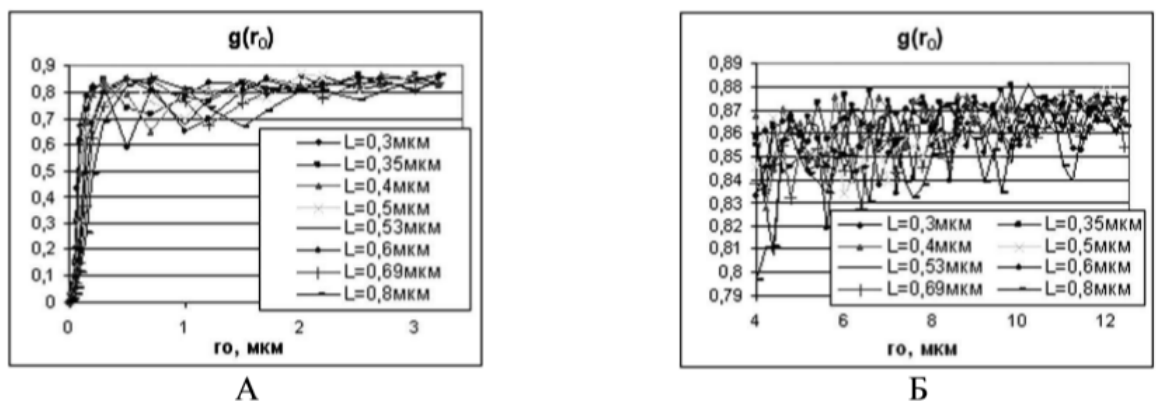 g(r₀)
0,9
0,8
0,7
0,6
0,5
0,4
0,3
0,2
0,1
0
L=0,3мкм
L=0,35мкм
L=0,4мкм
L=0,5мкм
L=0,53мкм
L=0,6мкм
L=0,69мкм
L=0,8мкм
0 1 2 3
rо, мкм
А
g(r₀)
0,89
0,88
0,87
0,86
0,85
0,84
0,83
0,82
0,81
0,8
0,79
L=0,3мкм L=0,35мкм
L=0,4мкм L=0,5мкм
L=0,53мкм L=0,6мкм
L=0,69мкм L=0,8мкм
4 6 8 10 12
rо, мкм
Б